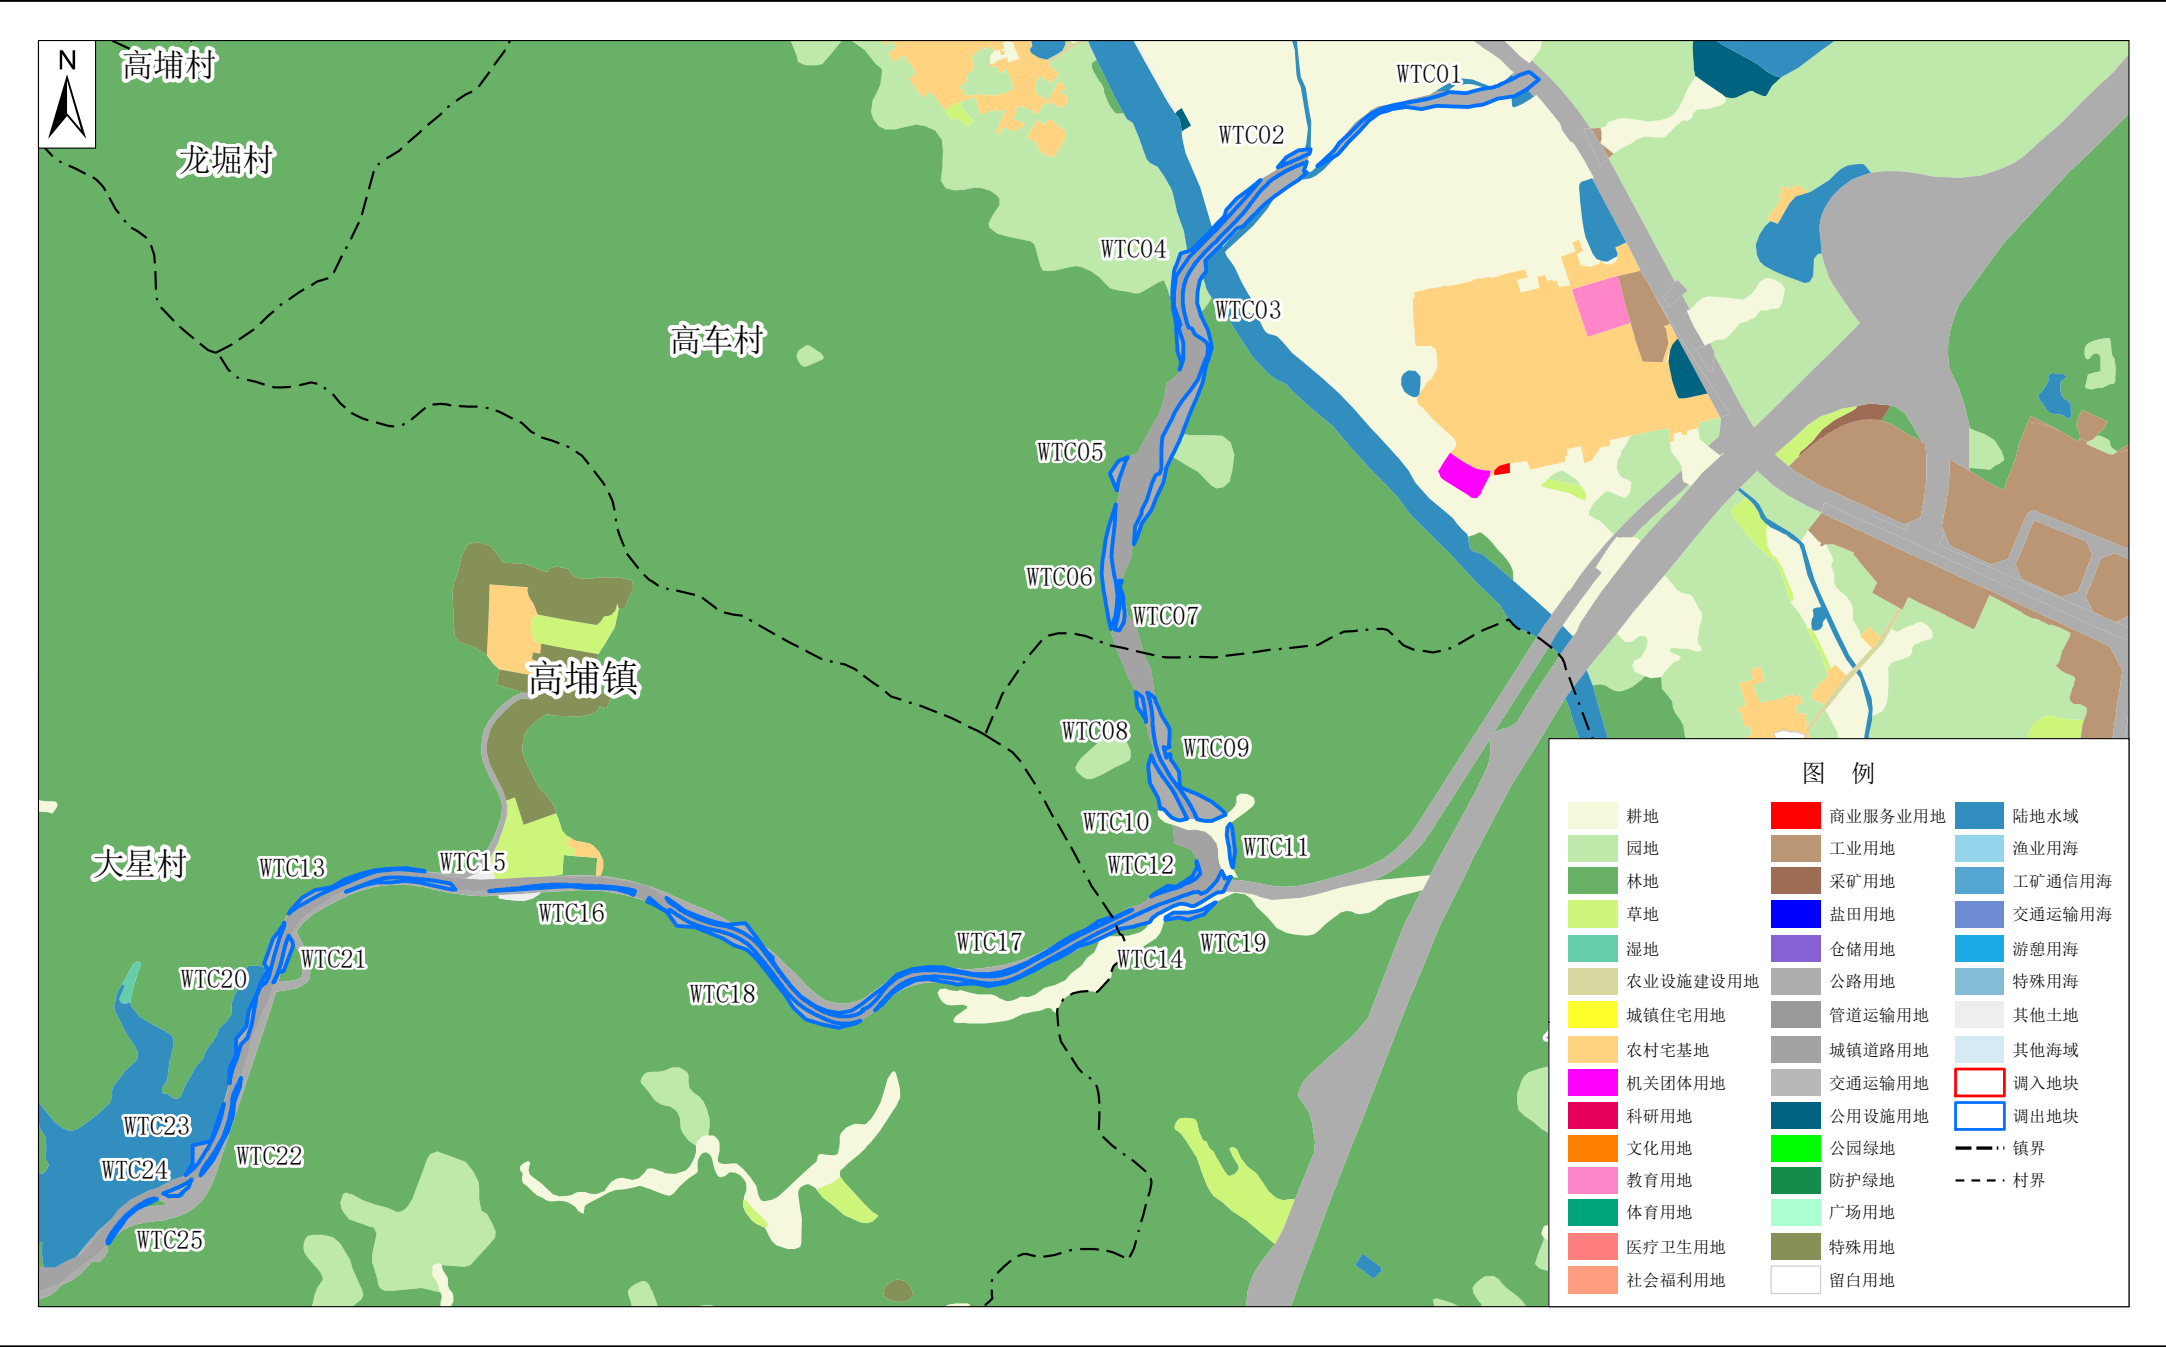 N
高埔村
龙堀村
高车村
高埔镇
大星村
WTC01
WTC02
WTC04
WTC03
WTC05
WTC06
WTC07
WTC08
WTC09
WTC10
WTC11
WTC12
WTC13
WTC15
WTC16
WTC17
WTC14
WTC19
WTC18
WTC21
WTC20
WTC23
WTC22
WTC24
WTC25
图 例
耕地
园地
林地
草地
湿地
农业设施建设用地
城镇住宅用地
农村宅基地
机关团体用地
科研用地
文化用地
教育用地
体育用地
医疗卫生用地
社会福利用地
商业服务业用地
工业用地
采矿用地
盐田用地
仓储用地
公路用地
管道运输用地
城镇道路用地
交通运输用地
公用设施用地
公园绿地
防护绿地
广场用地
特殊用地
留白用地
陆地水域
渔业用海
工矿通信用海
交通运输用海
游憩用海
特殊用海
其他土地
其他海域
调入地块
调出地块
镇界
村界